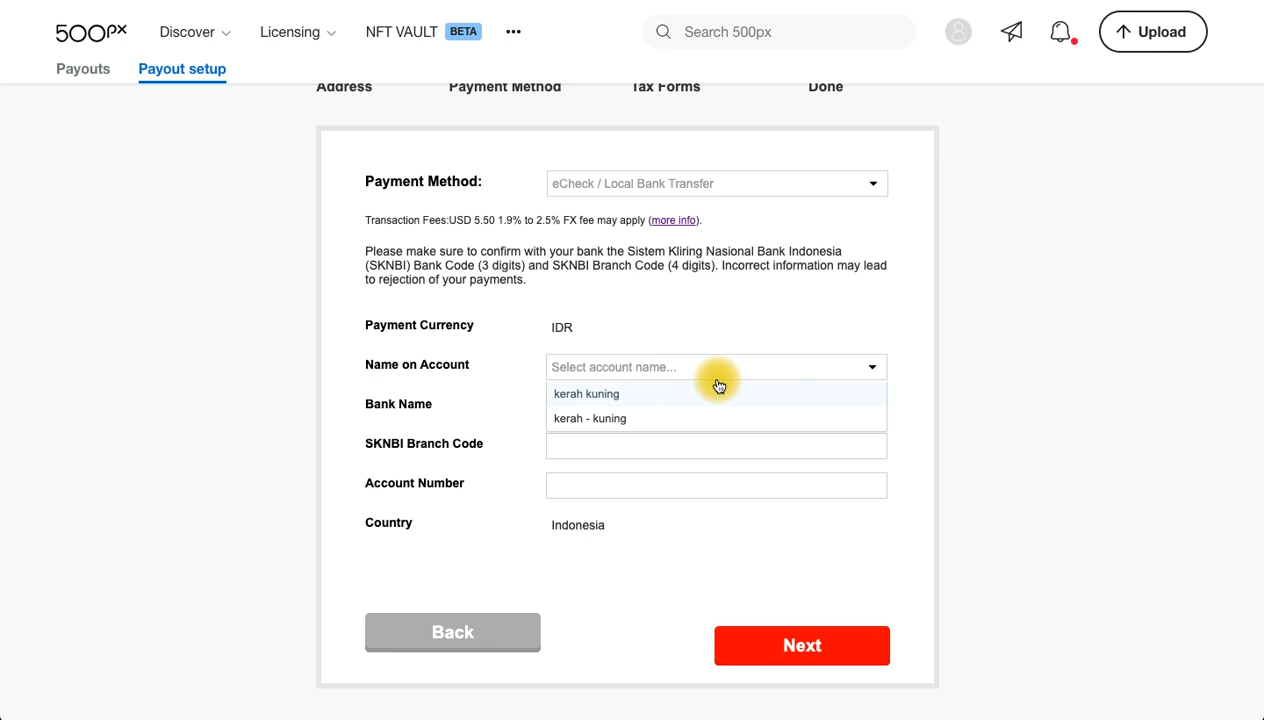 500px Discover Licensing NFT VAULT BETA ••• Search 500px Upload
Payouts Payout setup
Address Payment Method Tax Forms Done
Payment Method: eCheck / Local Bank Transfer
Transaction Fees:USD 5.50 1.9% to 2.5% FX fee may apply (more info).
Please make sure to confirm with your bank the Sistem Kliring Nasional Bank Indonesia
(SKNBI) Bank Code (3 digits) and SKNBI Branch Code (4 digits). Incorrect information may lead
to rejection of your payments.
Payment Currency IDR
Name on Account Select account name...
kerah kuning
Bank Name
kerah - kuning
SKNBI Branch Code
Account Number
Country Indonesia
Back Next